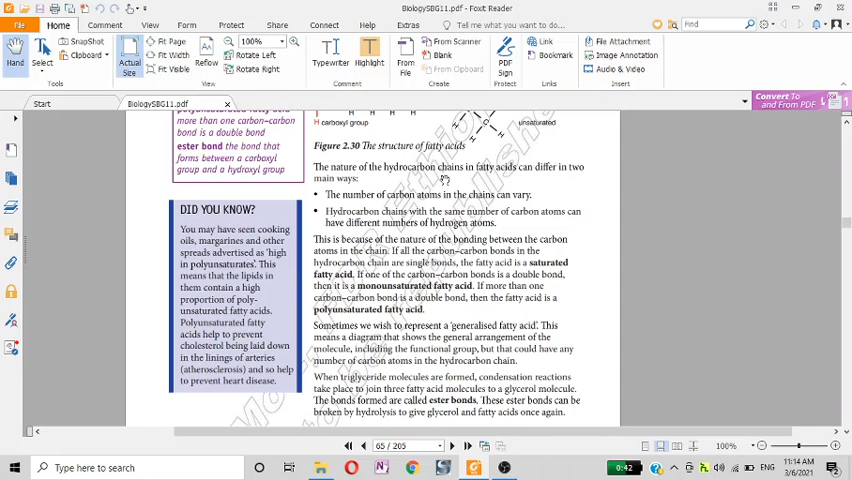 BiologySBG11.pdf - Foxit Reader
File
Home
Comment
View
Form
Protect
Share
Connect
Help
Extras
Tell me what you want to do...
Find
Hand
Select
SnapShot
Clipboard
Tools
Actual
Size
Fit Page
Fit Width
Fit Visible
Reflow
100%
Rotate Left
Rotate Right
View
Typewriter
Highlight
Comment
From
File
From Scanner
Blank
From Clipboard
Create
PDF
Sign
Protect
Link
Bookmark
Links
File Attachment
Image Annotation
Audio & Video
Insert
Start
BiologySBG11.pdf
Convert To
and From PDF
polyunsaturated fatty acid
more than one carbon–carbon
bond is a double bond
ester bond the bond that
forms between a carboxyl
group and a hydroxyl group
H carboxyl group
H H H H
H
H
C
H
unsaturated
Figure 2.30 The structure of fatty acids
The nature of the hydrocarbon chains in fatty acids can differ in two
main ways:
• The number of carbon atoms in the chains can vary.
• Hydrocarbon chains with the same number of carbon atoms can
have different numbers of hydrogen atoms.
This is because of the nature of the bonding between the carbon
atoms in the chain. If all the carbon–carbon bonds in the
hydrocarbon chain are single bonds, the fatty acid is a saturated
fatty acid. If one of the carbon–carbon bonds is a double bond,
then it is a monounsaturated fatty acid. If more than one
carbon–carbon bond is a double bond, then the fatty acid is a
polyunsaturated fatty acid.
Sometimes we wish to represent a 'generalised fatty acid'. This
means a diagram that shows the general arrangement of the
molecule, including the functional group, but that could have any
number of carbon atoms in the hydrocarbon chain.
When triglyceride molecules are formed, condensation reactions
take place to join three fatty acid molecules to a glycerol molecule.
The bonds formed are called ester bonds. These ester bonds can be
broken by hydrolysis to give glycerol and fatty acids once again.
DID YOU KNOW?
You may have seen cooking
oils, margarines and other
spreads advertised as 'high
in polyunsaturates'. This
means that the lipids in
them contain a high
proportion of poly-
unsaturated fatty acids.
Polyunsaturated fatty
acids help to prevent
cholesterol being laid down
in the linings of arteries
(atherosclerosis) and so help
to prevent heart disease.
65 / 205
100%
Type here to search
0:42
ENG
11:14 AM
3/6/2021